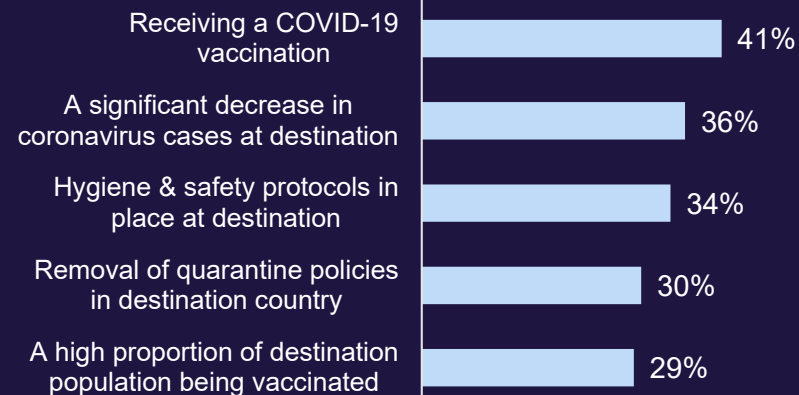 Receiving a COVID-19
vaccination
41%
A significant decrease in
coronavirus cases at destination
36%
Hygiene & safety protocols in
place at destination
34%
Removal of quarantine policies
in destination country
30%
A high proportion of destination
population being vaccinated
29%